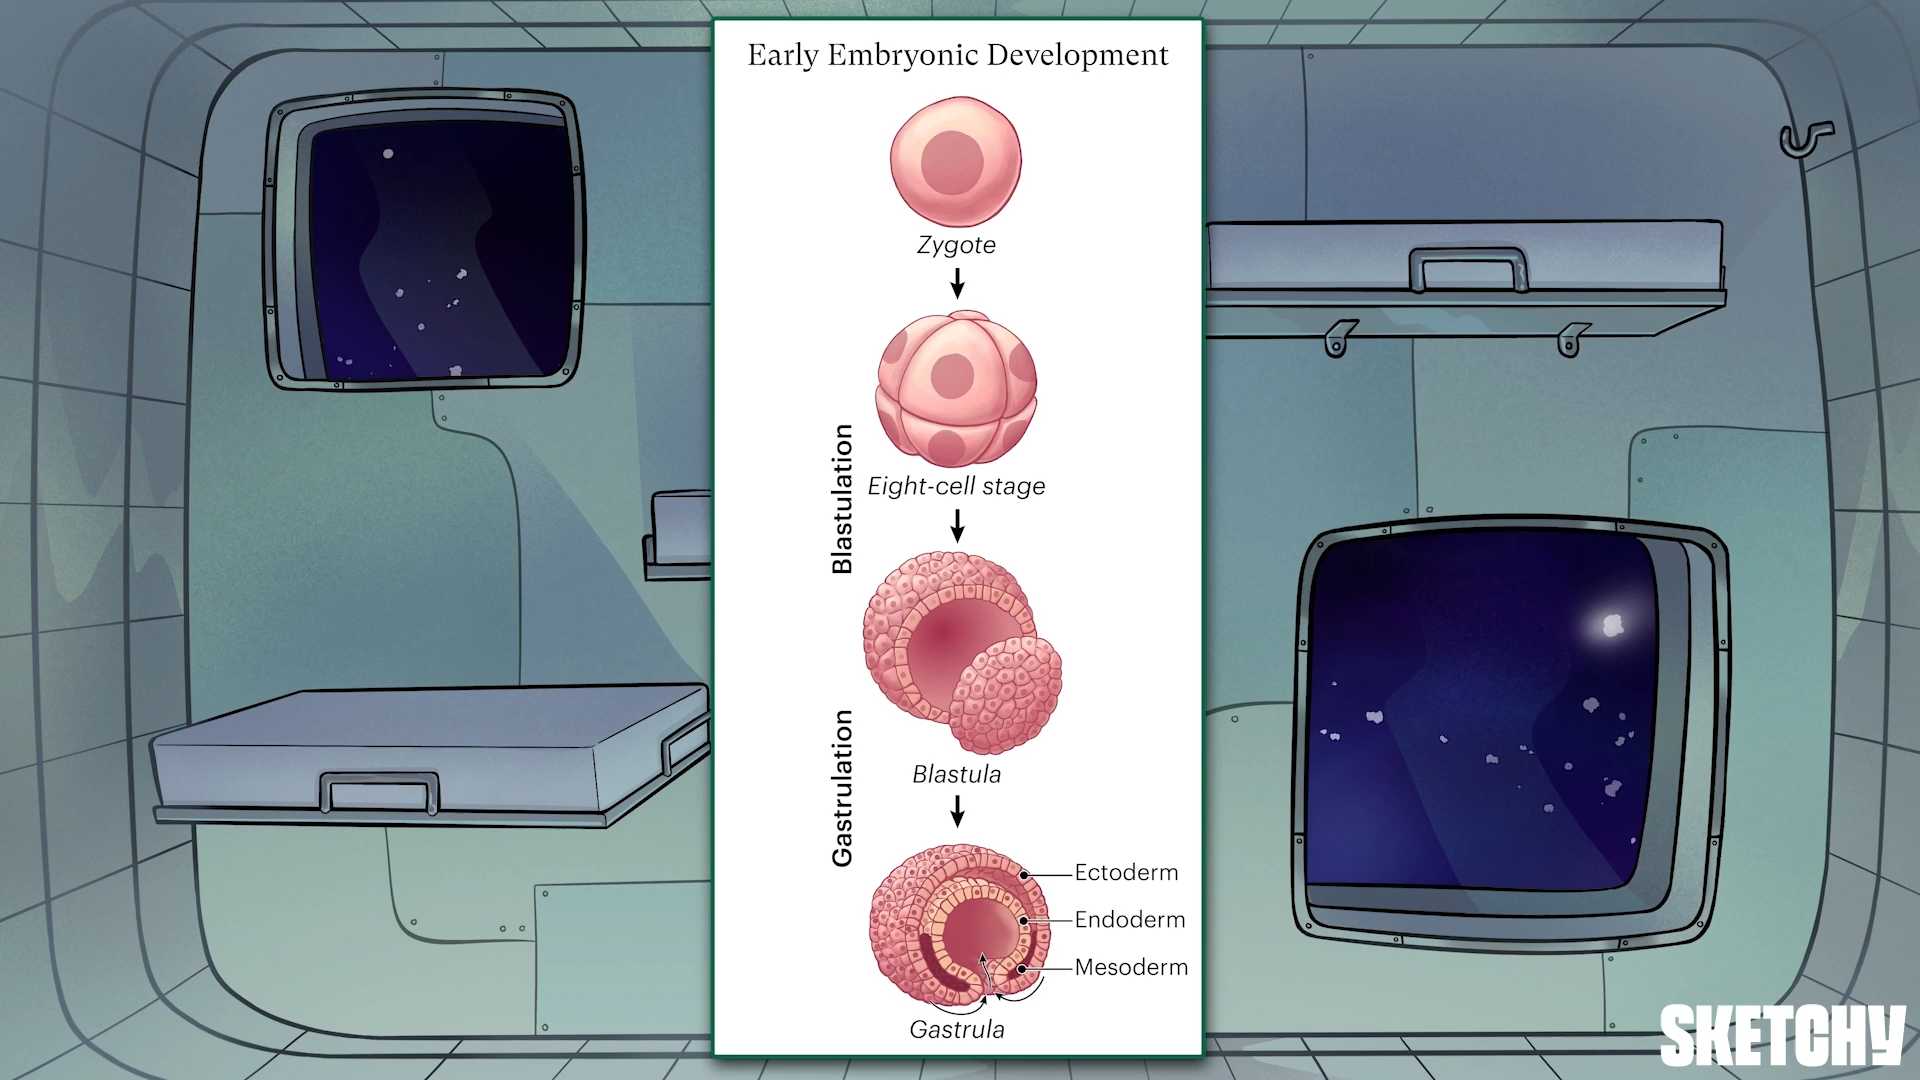 Early Embryonic Development
Zygote
Blastulation
Eight-cell stage
Gastrulation
Blastula
Ectoderm
Endoderm
Mesoderm
Gastrula
SKETCHY